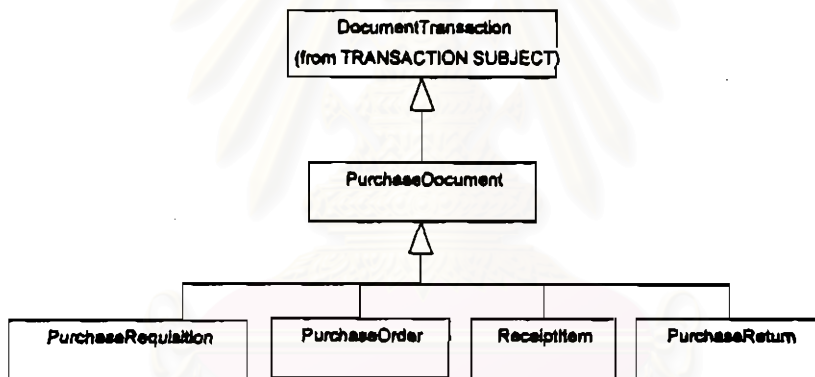 DocumentTransaction
(from TRANSACTION SUBJECT)
PurchaseDocument
PurchaseRequisition
PurchaseOrder
ReceiptItem
PurchaseReturn